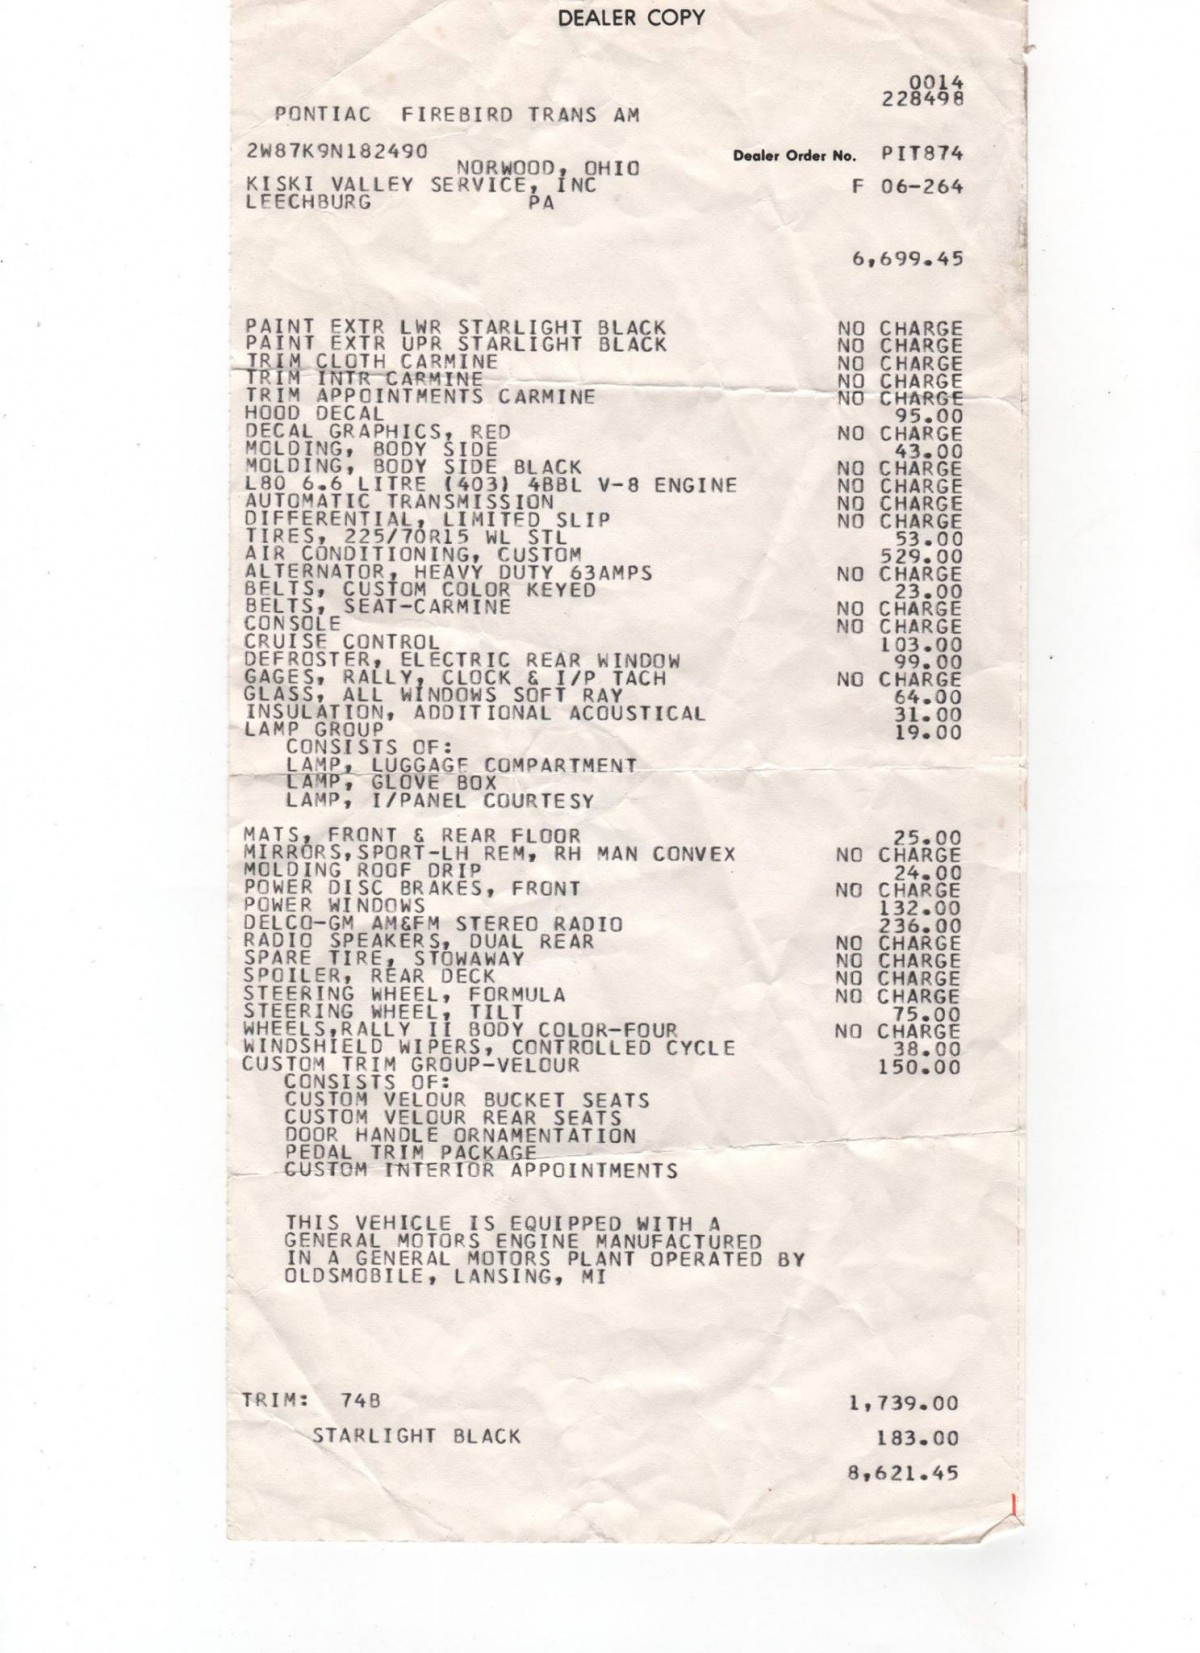 DEALER COPY
0014
228498
PONTIAC FIREBIRD TRANS AM
2W87K9N182490 Dealer Order No. PIT874
NORWOOD, OHIO
KISKI VALLEY SERVICE, INC F 06-264
LEECHBURG PA
6,699.45
PAINT EXTR LWR STARLIGHT BLACK NO CHARGE
PAINT EXTR UPR STARLIGHT BLACK NO CHARGE
TRIM CLOTH CARMINE NO CHARGE
TRIM INTR CARMINE NO CHARGE
TRIM APPOINTMENTS CARMINE NO CHARGE
HOOD DECAL 95.00
DECAL GRAPHICS, RED NO CHARGE
MOLDING, BODY SIDE 43.00
MOLDING, BODY SIDE BLACK NO CHARGE
L80 6.6 LITRE (403) 4BBL V-8 ENGINE NO CHARGE
AUTOMATIC TRANSMISSION NO CHARGE
DIFFERENTIAL, LIMITED SLIP NO CHARGE
TIRES, 225/70R15 WL STL 53.00
AIR CONDITIONING, CUSTOM 529.00
ALTERNATOR, HEAVY DUTY 63AMPS NO CHARGE
BELTS, CUSTOM COLOR KEYED 23.00
BELTS, SEAT-CARMINE NO CHARGE
CONSOLE NO CHARGE
CRUISE CONTROL 103.00
DEFROSTER, ELECTRIC REAR WINDOW 99.00
GAGES, RALLY, CLOCK & I/P TACH NO CHARGE
GLASS, ALL WINDOWS SOFT RAY 64.00
INSULATION, ADDITIONAL ACOUSTICAL 31.00
LAMP GROUP 19.00
CONSISTS OF:
LAMP, LUGGAGE COMPARTMENT
LAMP, GLOVE BOX
LAMP, I/PANEL COURTESY
MATS, FRONT & REAR FLOOR 25.00
MIRRORS,SPORT-LH REM, RH MAN CONVEX NO CHARGE
MOLDING ROOF DRIP 24.00
POWER DISC BRAKES, FRONT NO CHARGE
POWER WINDOWS 132.00
DELCO-GM AM&FM STEREO RADIO 236.00
RADIO SPEAKERS, DUAL REAR NO CHARGE
SPARE TIRE, STOWAWAY NO CHARGE
SPOILER, REAR DECK NO CHARGE
STEERING WHEEL, FORMULA NO CHARGE
STEERING WHEEL, TILT 75.00
WHEELS,RALLY II BODY COLOR-FOUR NO CHARGE
WINDSHIELD WIPERS, CONTROLLED CYCLE 38.00
CUSTOM TRIM GROUP-VELOUR 150.00
CONSISTS OF:
CUSTOM VELOUR BUCKET SEATS
CUSTOM VELOUR REAR SEATS
DOOR HANDLE ORNAMENTATION
PEDAL TRIM PACKAGE
CUSTOM INTERIOR APPOINTMENTS
THIS VEHICLE IS EQUIPPED WITH A
GENERAL MOTORS ENGINE MANUFACTURED
IN A GENERAL MOTORS PLANT OPERATED BY
OLDSMOBILE, LANSING, MI
TRIM: 74B 1,739.00
STARLIGHT BLACK 183.00
8,621.45